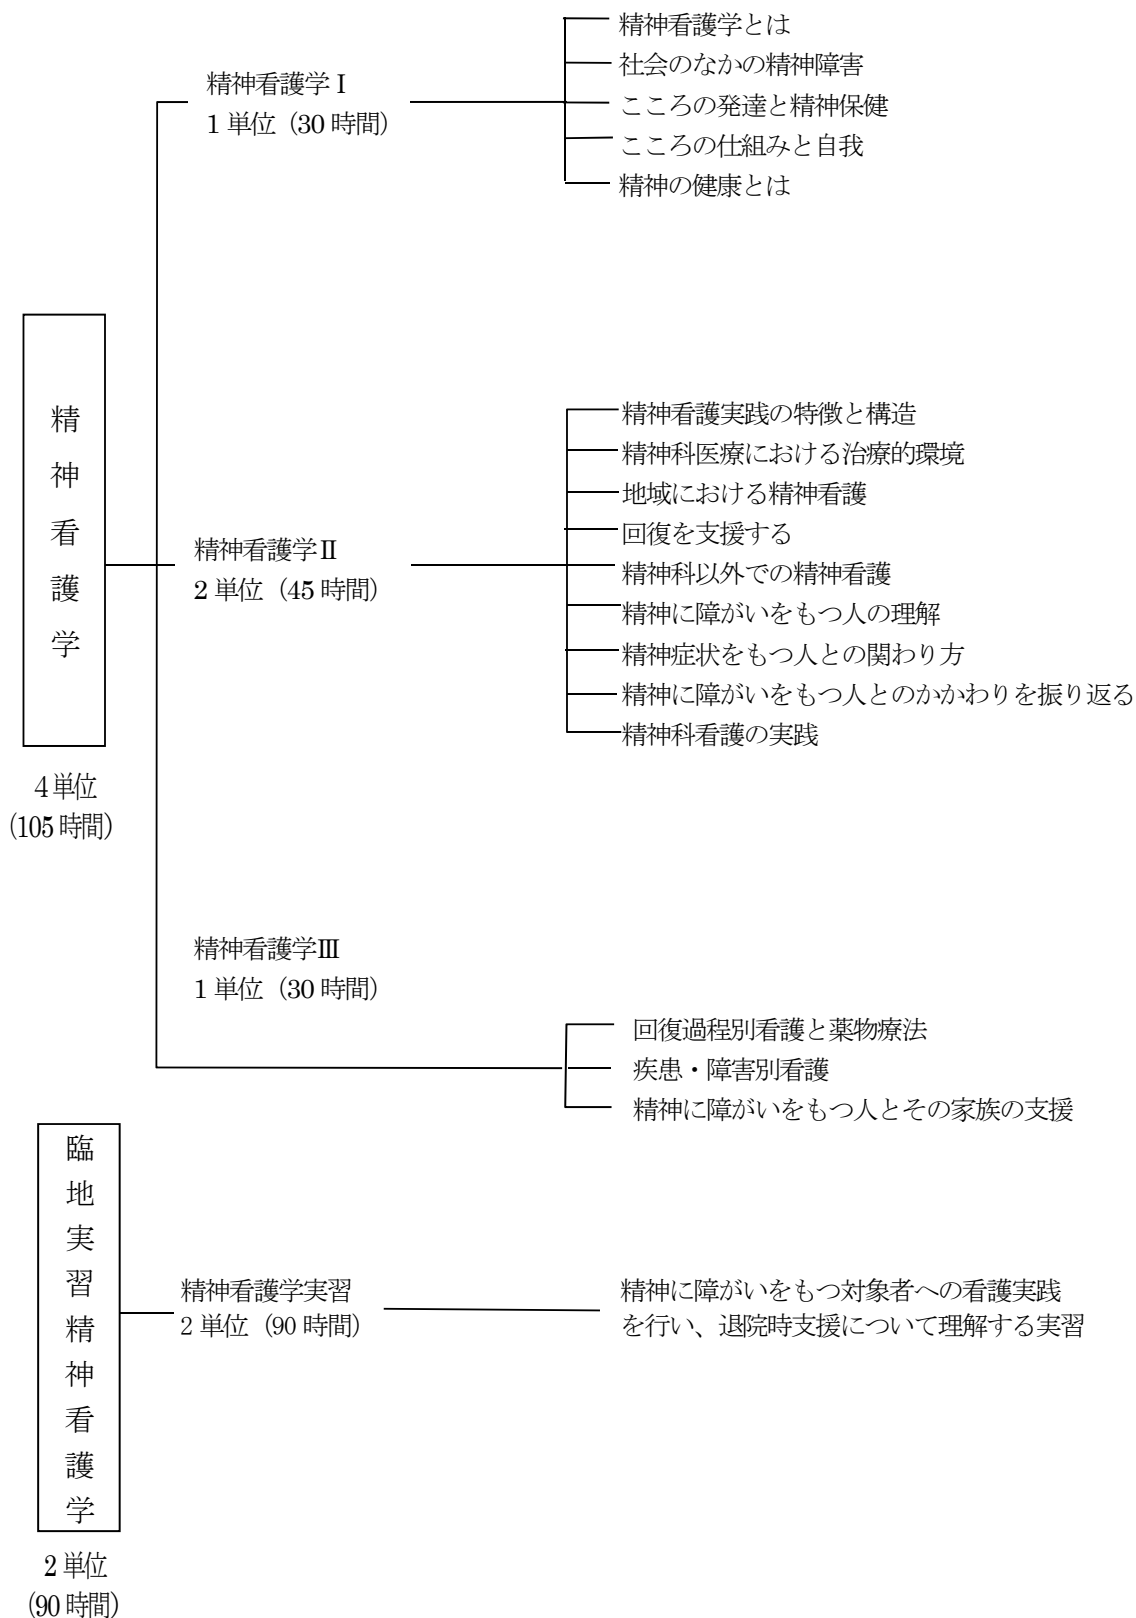 精神看護学
4単位
(105時間)
精神看護学Ⅰ
1単位（30時間）
精神看護学とは
社会のなかの精神障害
こころの発達と精神保健
こころの仕組みと自我
精神の健康とは
精神看護学Ⅱ
2単位（45時間）
精神看護実践の特徴と構造
精神科医療における治療的環境
地域における精神看護
回復を支援する
精神科以外での精神看護
精神に障がいをもつ人の理解
精神症状をもつ人との関わり方
精神に障がいをもつ人とのかかわりを振り返る
精神科看護の実践
精神看護学Ⅲ
1単位（30時間）
回復過程別看護と薬物療法
疾患・障害別看護
精神に障がいをもつ人とその家族の支援
臨地実習精神看護学
2単位
(90時間)
精神看護学実習
2単位（90時間）
精神に障がいをもつ対象者への看護実践
を行い、退院時支援について理解する実習